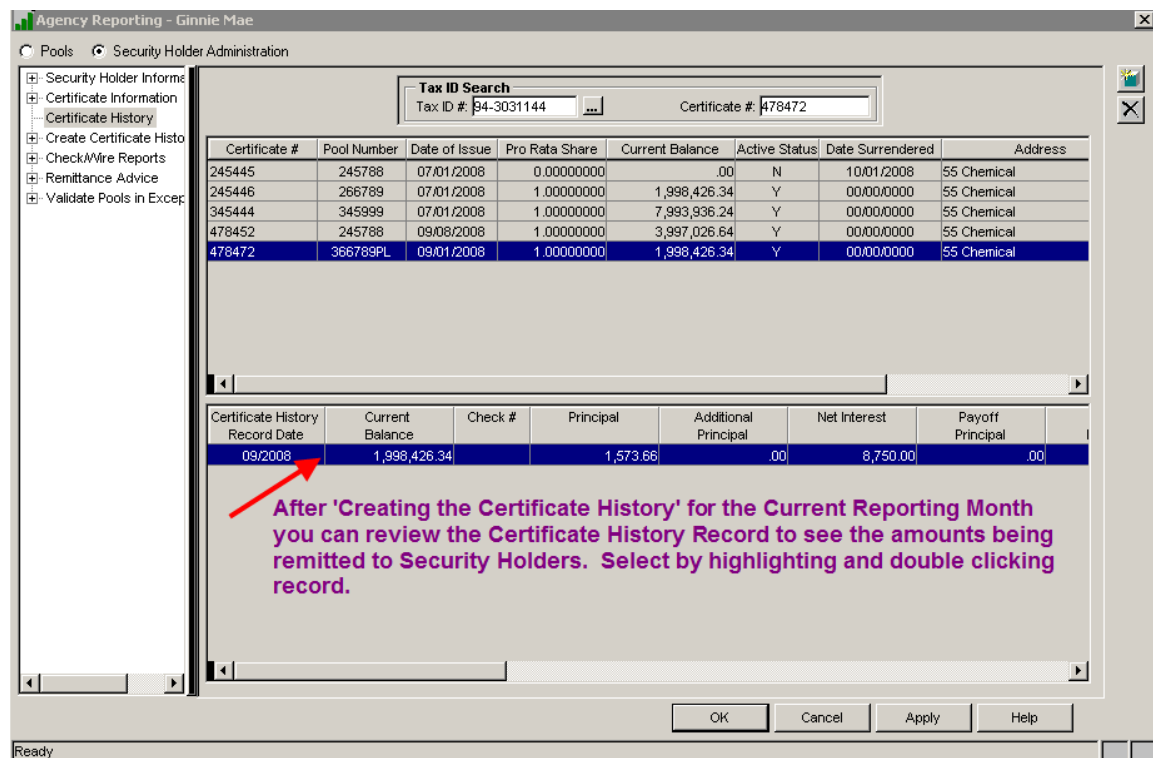 Agency Reporting - Ginnie Mae
Pools Security Holder Administration
Security Holder Informa
Certificate Information
Certificate History
Create Certificate Histo
Check/Wire Reports
Remittance Advice
Validate Pools in Excep
Tax ID Search
Tax ID #: 94-3031144 ... Certificate #: 478472
Certificate # Pool Number Date of Issue Pro Rata Share Current Balance Active Status Date Surrendered Address
245445 245788 07/01/2008 0.00000000 .00 N 10/01/2008 55 Chemical
245446 266789 07/01/2008 1.00000000 1,998,426.34 Y 00/00/0000 55 Chemical
345444 345999 07/01/2008 1.00000000 7,993,936.24 Y 00/00/0000 55 Chemical
478452 245788 09/08/2008 1.00000000 3,997,026.64 Y 00/00/0000 55 Chemical
478472 366789PL 09/01/2008 1.00000000 1,998,426.34 Y 00/00/0000 55 Chemical
Certificate History Current Check # Principal Additional Net Interest Payoff
Record Date Balance Principal Principal
09/2008 1,998,426.34 1,573.66 .00 8,750.00 .00
After 'Creating the Certificate History' for the Current Reporting Month
you can review the Certificate History Record to see the amounts being
remitted to Security Holders. Select by highlighting and double clicking
record.
OK Cancel Apply Help
Ready